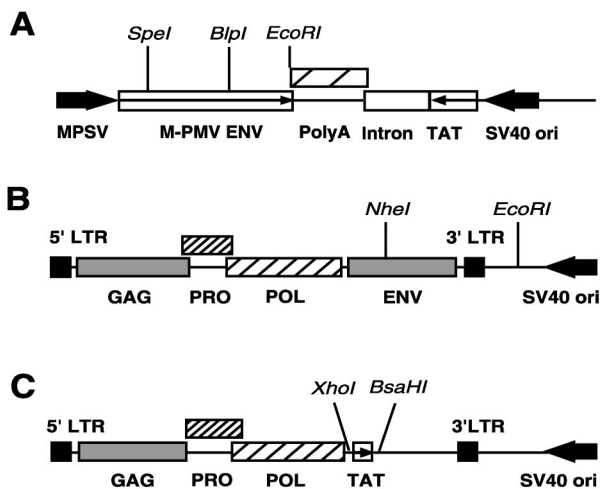 A
SpeI BlpI EcoRI
MPSV M-PMV ENV PolyA Intron TAT SV40 ori
B
NheI EcoRI
5' LTR 3' LTR
GAG PRO POL ENV SV40 ori
C
XhoI BsaHI
5' LTR 3'LTR
GAG PRO POL TAT SV40 ori